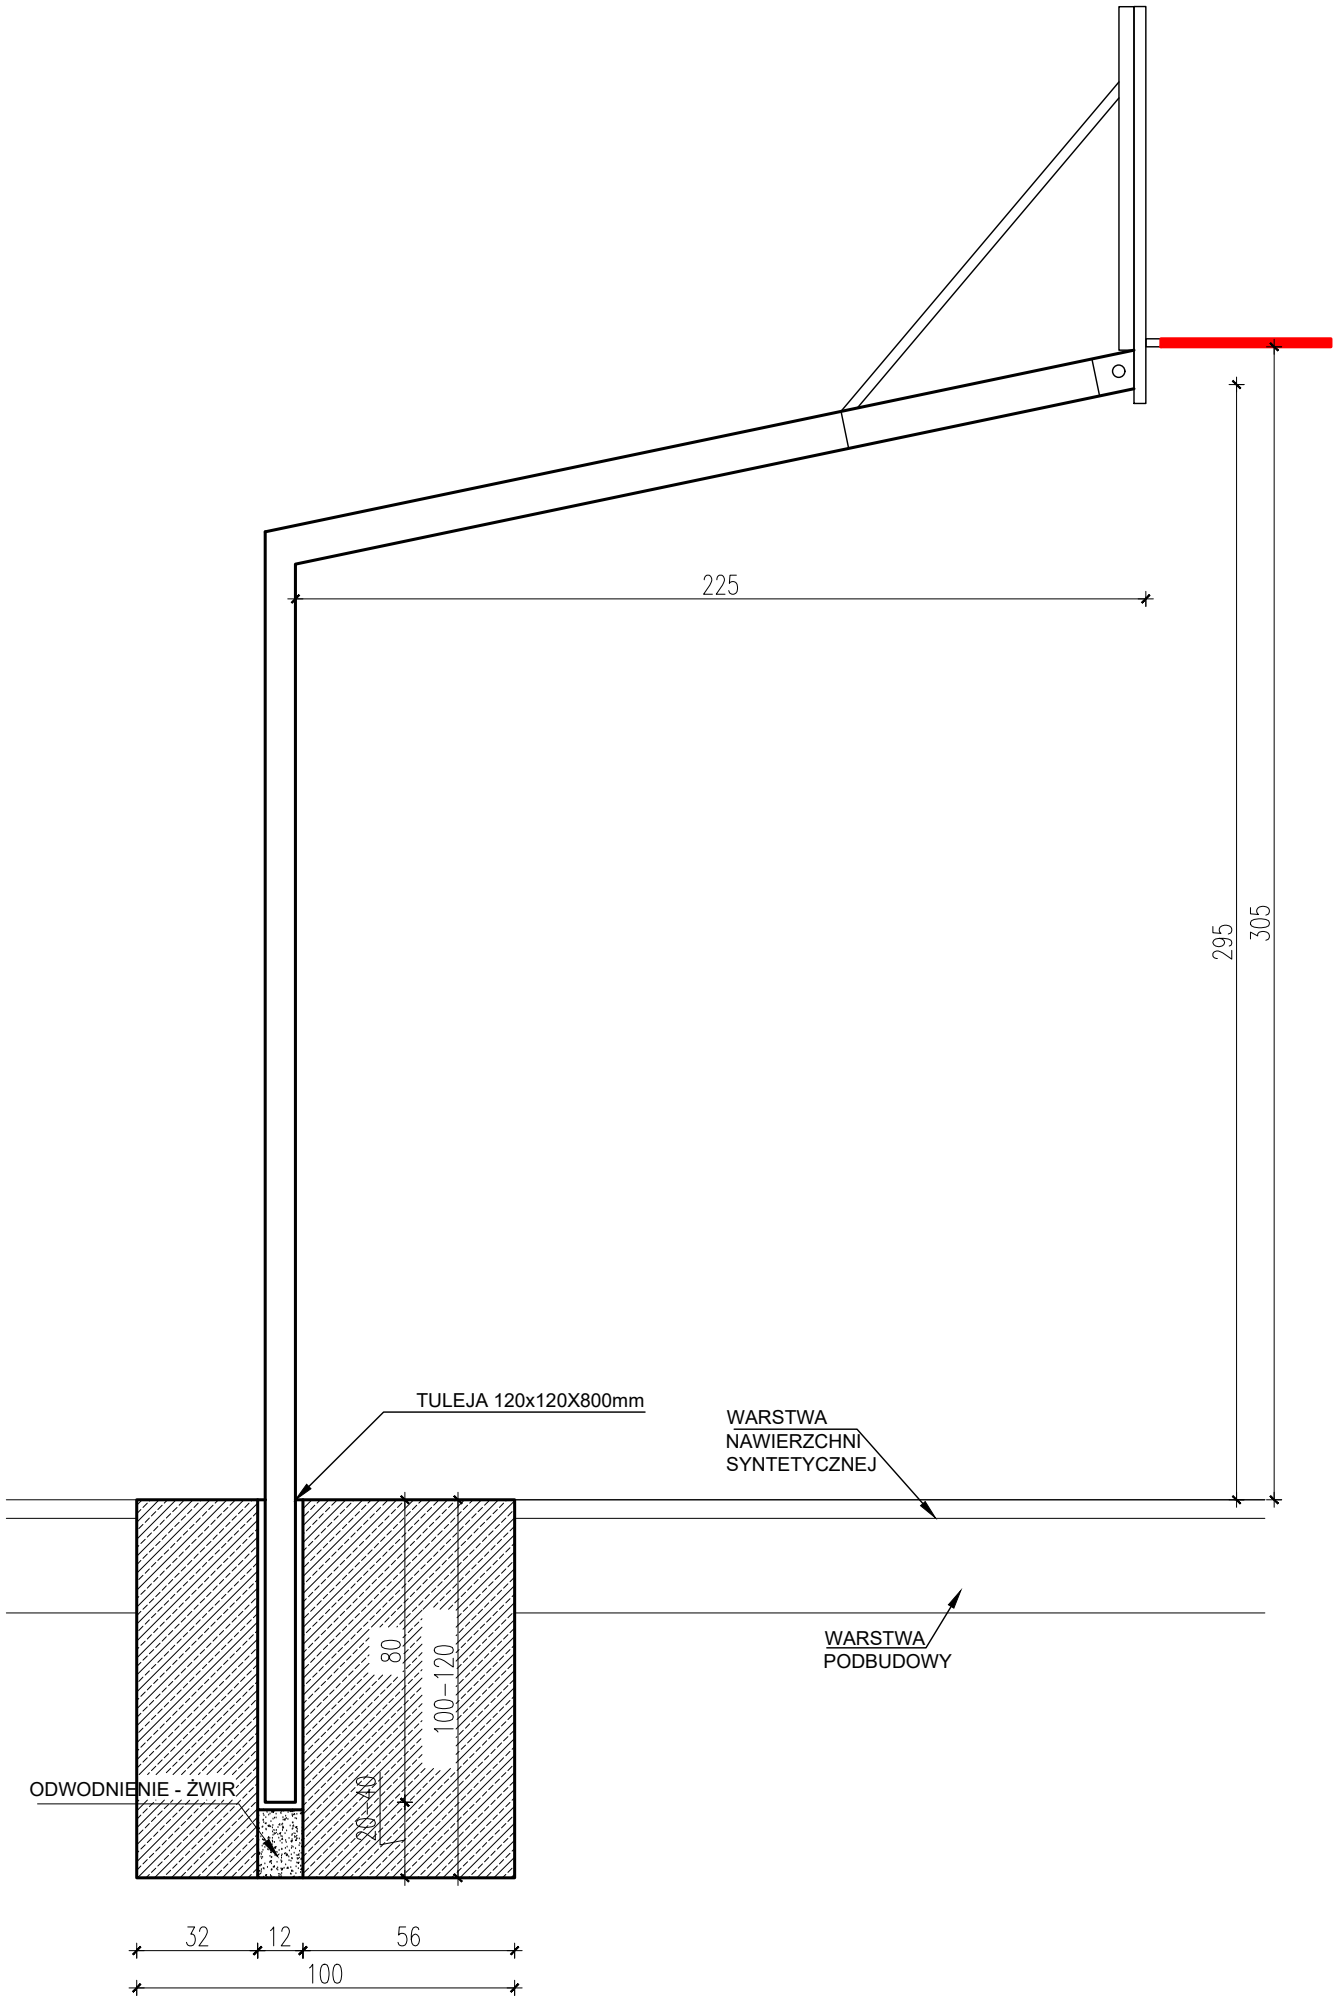 225
295
305
TULEJA 120x120X800mm
WARSTWA
NAWIERZCHNI
SYNTETYCZNEJ
WARSTWA
PODBUDOWY
80
100-120
20-40
ODWODNIENIE - ŻWIR
32
12
56
100